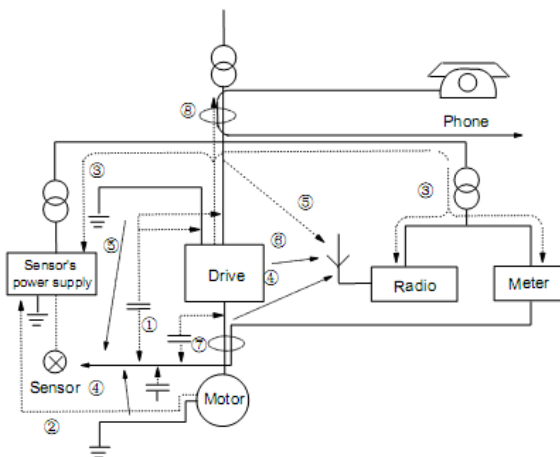 ⑧
Phone
③
③
⑤
⑤
⑥
Sensor's
power supply
Drive
④
Radio
Meter
①
⑦
Sensor
④
Motor
②